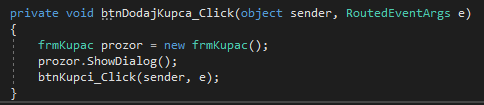 private void btnDodajKupca_Click(object sender, RoutedEventArgs e)
{
frmKupac prozor = new frmKupac();
prozor.ShowDialog();
btnKupci_Click(sender, e);
}